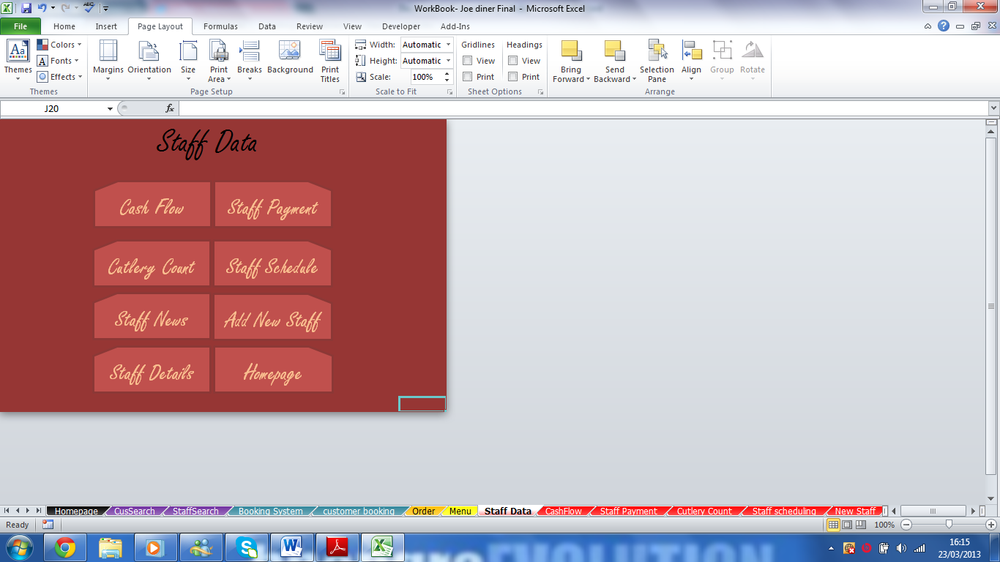 WorkBook- Joe diner Final - Microsoft Excel
File Home Insert Page Layout Formulas Data Review View Developer Add-Ins
Themes
Colors
Fonts
Effects
Themes
Margins
Orientation
Size
Print Area
Breaks
Background
Print Titles
Page Setup
Width: Automatic
Height: Automatic
Scale: 100%
Scale to Fit
Gridlines
View
Print
Headings
View
Print
Sheet Options
Bring Forward
Send Backward
Selection Pane
Align
Group
Rotate
Arrange
J20 fx
Staff Data
Cash Flow Staff Payment
Cutlery Count Staff Schedule
Staff News Add New Staff
Staff Details Homepage
Homepage CusSearch StaffSearch Booking System customer booking Order Menu Staff Data CashFlow Staff Payment Cutlery Count Staff scheduling New Staff
Ready 100%
EVOLUTION
16:15
23/03/2013